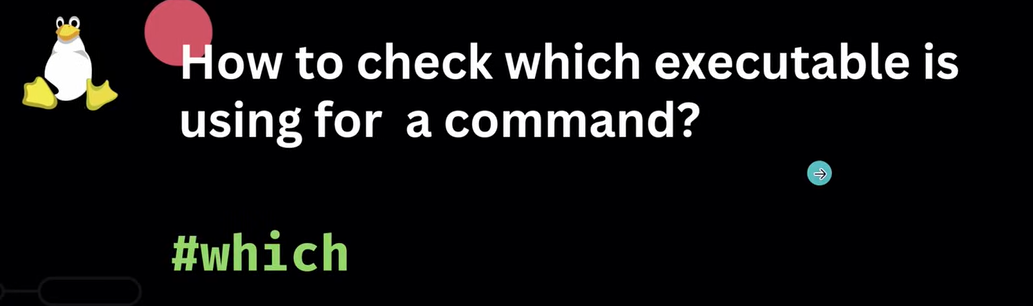 How to check which executable is
using for a command?
#which